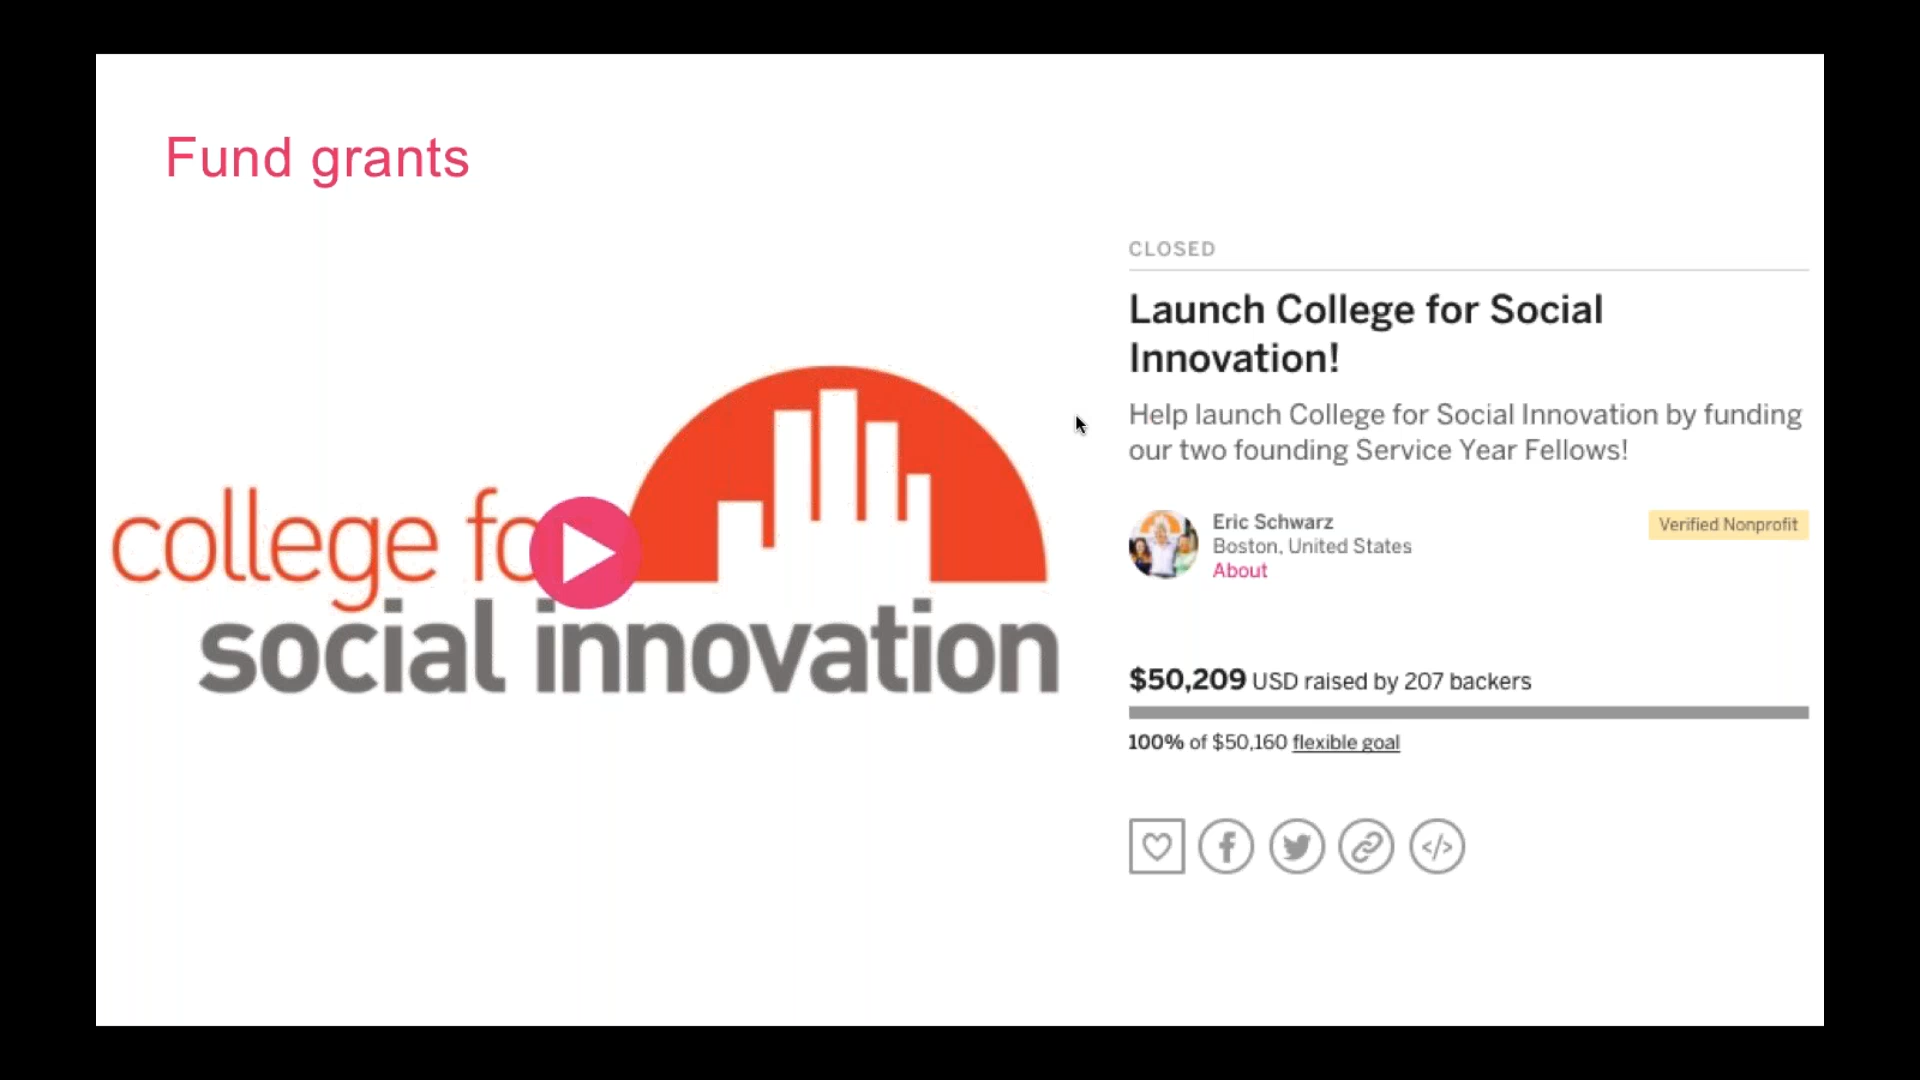 Fund grants
CLOSED
Launch College for Social
Innovation!
Help launch College for Social Innovation by funding
our two founding Service Year Fellows!
Eric Schwarz
Boston, United States
About
Verified Nonprofit
$50,209 USD raised by 207 backers
100% of $50,160 flexible goal
college fo
social innovation